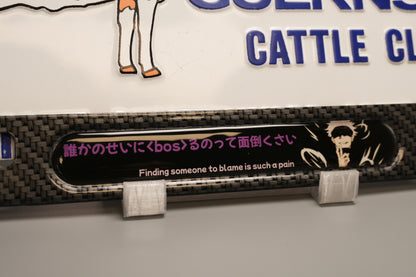 CATTLE CL
誰かのせいに<bos>るのって面倒くさい
Finding someone to blame is such a pain